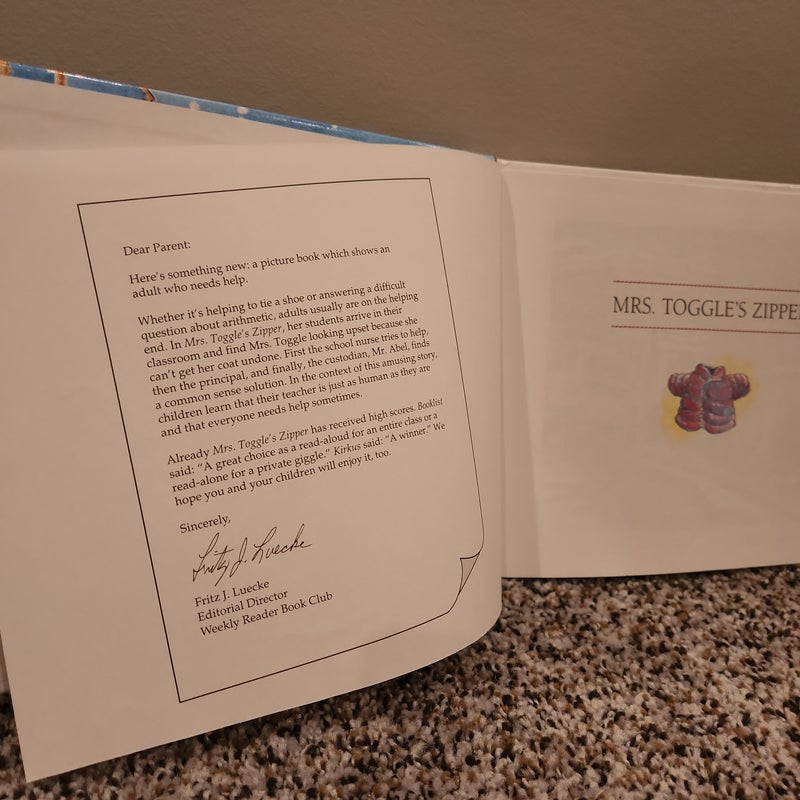 Dear Parent:
Here's something new: a picture book which shows an
adult who needs help.
Whether it's helping to tie a shoe or answering a difficult
question about arithmetic, adults usually are on the helping
end. In Mrs. Toggle's Zipper, her students arrive in their
classroom and find Mrs. Toggle looking upset because she
can't get her coat undone. First the school nurse tries to help,
then the principal, and finally, the custodian, Mr. Abel, finds
a common sense solution. In the context of this amusing story,
children learn that their teacher is just as human as they are
and that everyone needs help sometimes.
Already Mrs. Toggle's Zipper has received high scores. Booklist
said: "A great choice as a read-aloud for an entire class or a
read-alone for a private giggle." Kirkus said: "A winner." We
hope you and your children will enjoy it, too.
Sincerely,
Fritz J. Luecke
Fritz J. Luecke
Editorial Director
Weekly Reader Book Club
MRS. TOGGLE'S ZIPPER